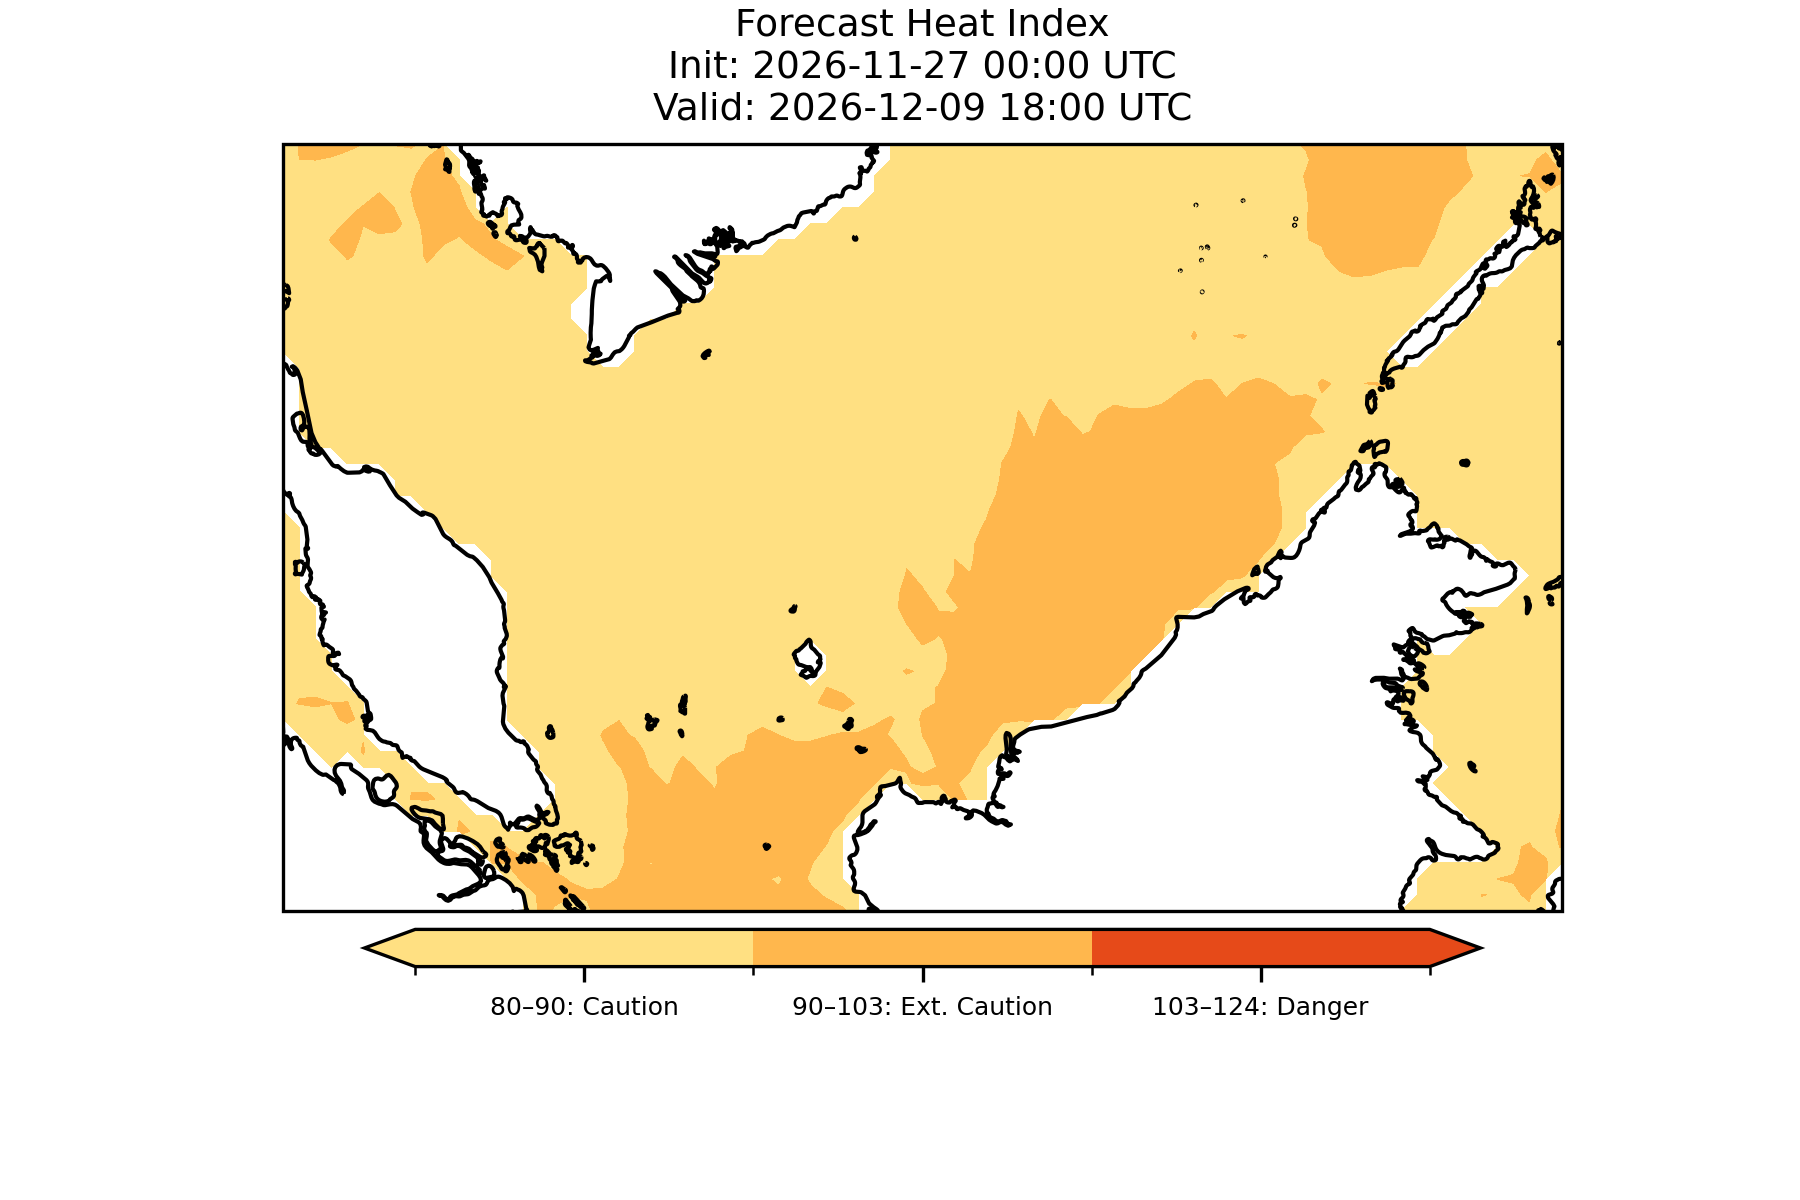 Forecast Heat Index
Init: 2026-11-27 00:00 UTC
Valid: 2026-12-09 18:00 UTC
80–90: Caution
90–103: Ext. Caution
103–124: Danger